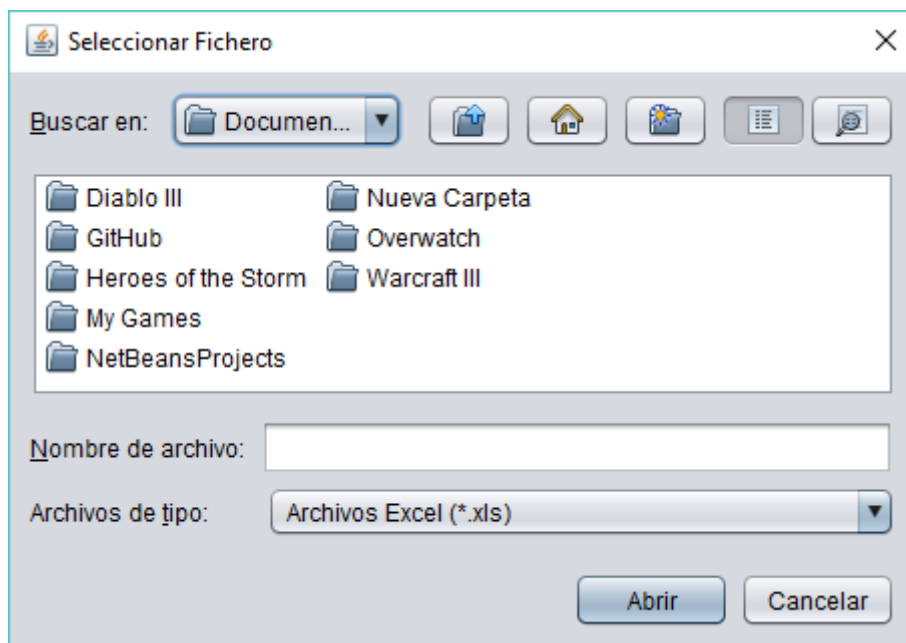 Seleccionar Fichero
Buscar en: Documen...
Diablo III
GitHub
Heroes of the Storm
My Games
NetBeansProjects
Nueva Carpeta
Overwatch
Warcraft III
Nombre de archivo:
Archivos de tipo: Archivos Excel (*.xls)
Abrir Cancelar